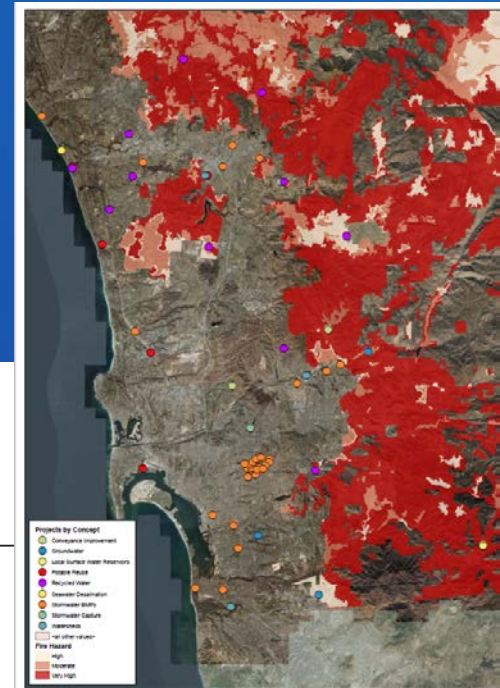 Projects by Concept
Conveyance Improvement
Groundwater
Local Surface Water Reservoirs
Potable Reuse
Recycled Water
Seawater Desalination
Stormwater BMPs
Stormwater Capture
Watersheds
<all other values>
Fire Hazard
High
Moderate
Very High